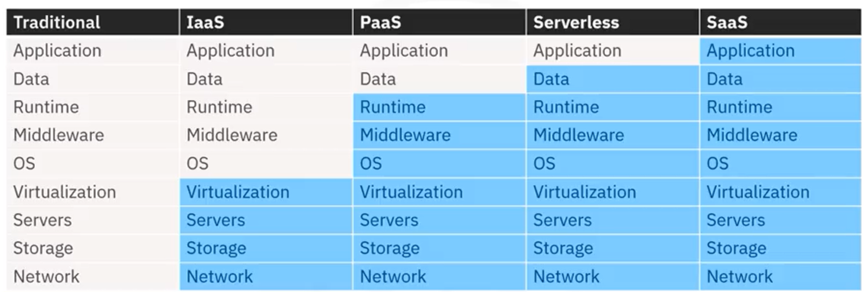 Traditional IaaS PaaS Serverless SaaS
Application Application Application Application Application
Data Data Data Data Data
Runtime Runtime Runtime Runtime Runtime
Middleware Middleware Middleware Middleware Middleware
OS OS OS OS OS
Virtualization Virtualization Virtualization Virtualization Virtualization
Servers Servers Servers Servers Servers
Storage Storage Storage Storage Storage
Network Network Network Network Network